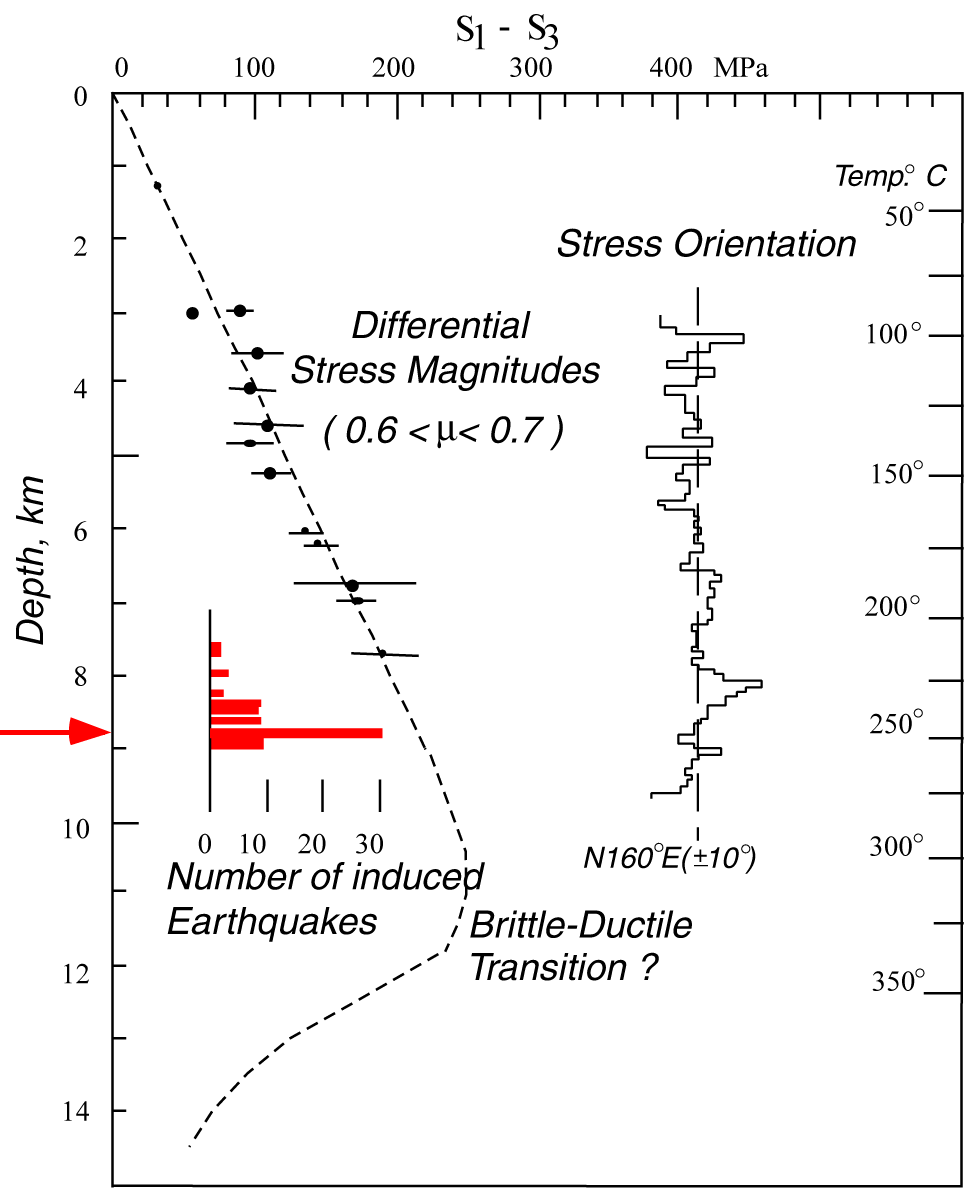 S1 - S3
0 100 200 300 400 MPa
0
Temp.° C
50°
2
Stress Orientation
Differential
Stress Magnitudes
( 0.6 < μ < 0.7 )
100°
4
150°
Depth, km
6
200°
8
250°
10
0 10 20 30
Number of induced
Earthquakes
N160°E(±10°)
300°
Brittle-Ductile
Transition ?
12
350°
14